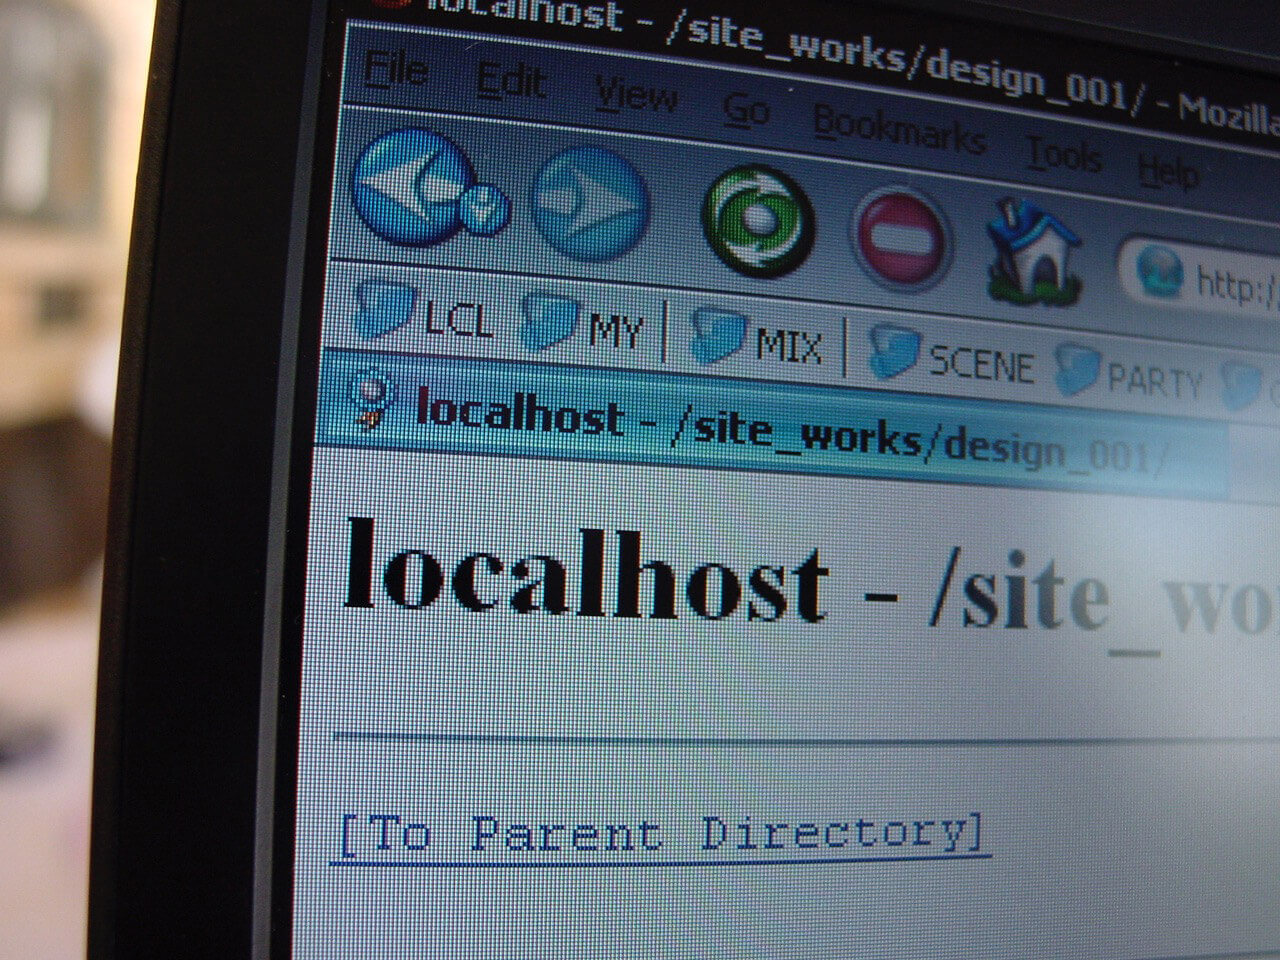 localhost - /site_works/design_001/ - Mozilla
File Edit View Go Bookmarks Tools Help
http:/
LCL MY MIX SCENE PARTY
localhost - /site_works/design_001/
localhost - /site_wo
[To Parent Directory]